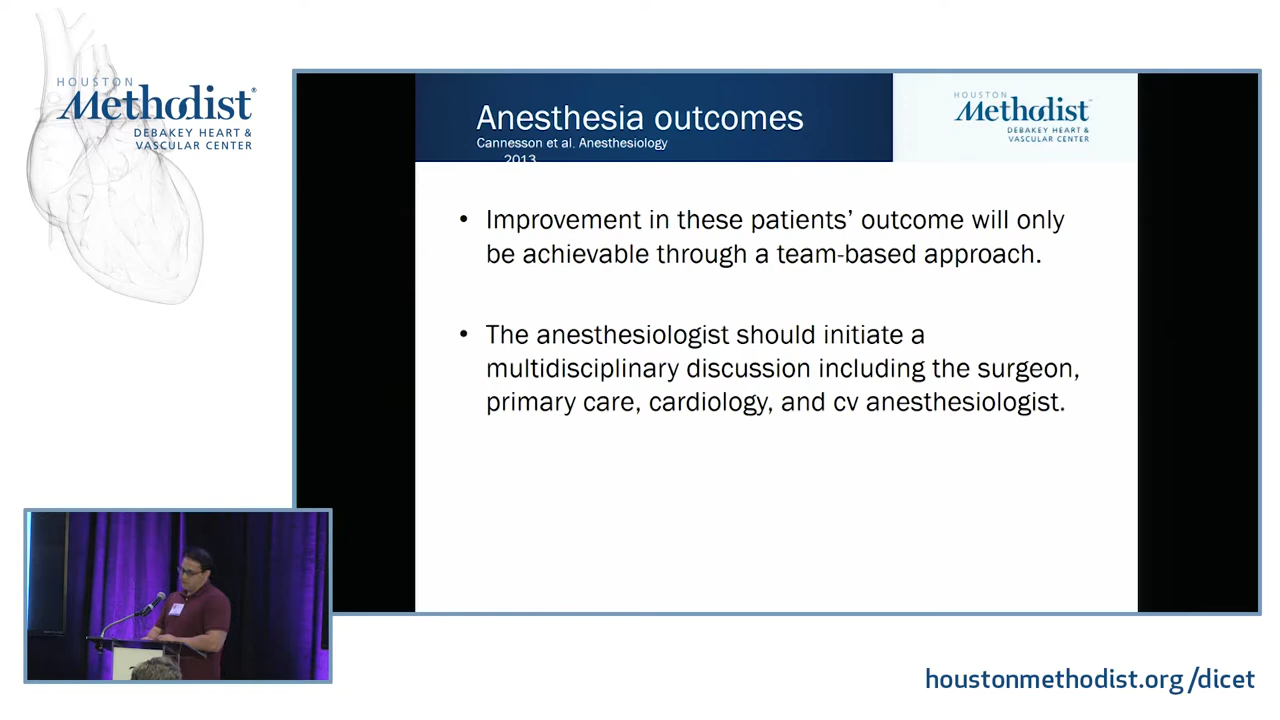 HOUSTON
Methodist®
DEBAKEY HEART &
VASCULAR CENTER
Anesthesia outcomes
Cannesson et al. Anesthesiology
2013
HOUSTON
Methodist
DEBAKEY HEART &
VASCULAR CENTER
• Improvement in these patients’ outcome will only
be achievable through a team-based approach.
• The anesthesiologist should initiate a
multidisciplinary discussion including the surgeon,
primary care, cardiology, and cv anesthesiologist.
houstonmethodist.org/dicet